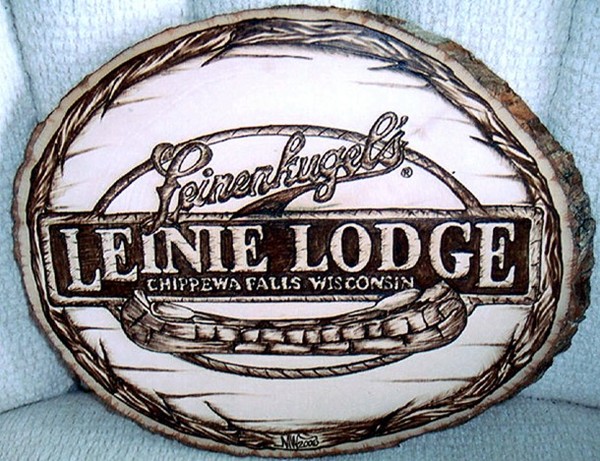 Leinenkugel's®
LEINIE LODGE
CHIPPEWA FALLS WISCONSIN